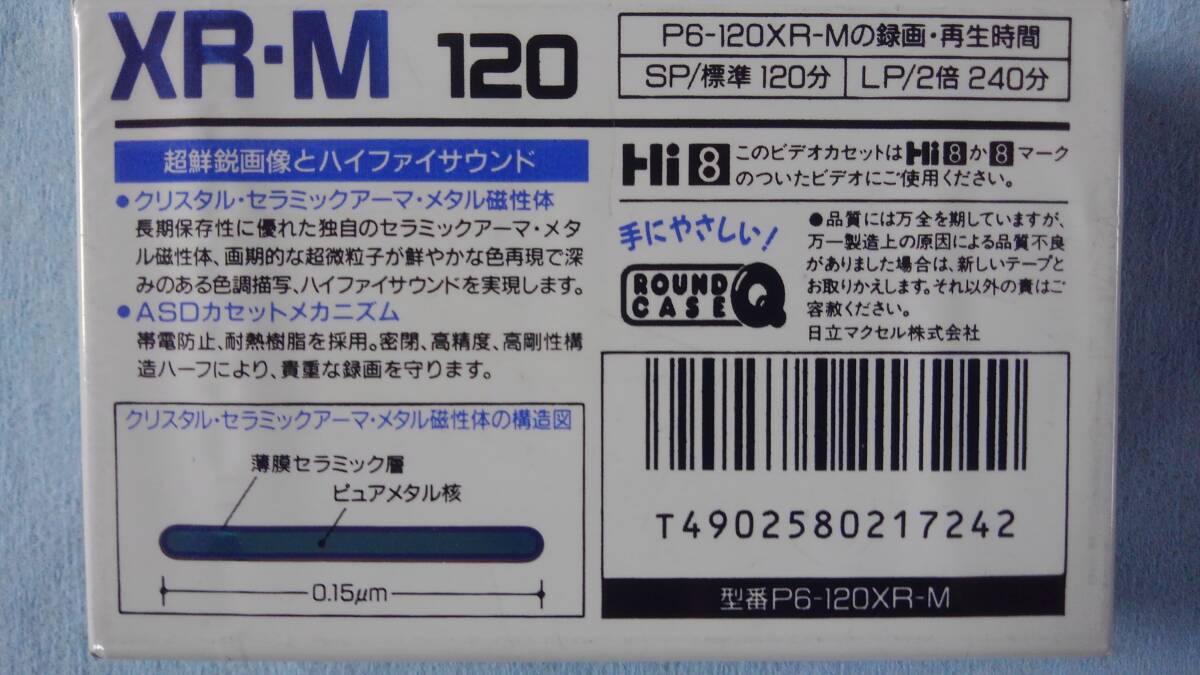 XR-M 120
P6-120XR-Mの録画・再生時間
SP/標準 120分
LP/2倍 240分
超鮮鋭画像とハイファイサウンド
●クリスタル・セラミックアーマ・メタル磁性体
長期保存性に優れた独自のセラミックアーマ・メタ
ル磁性体、画期的な超微粒子が鮮やかな色再現で深
みのある色調描写、ハイファイサウンドを実現します。
●ASDカセットメカニズム
帯電防止、耐熱樹脂を採用。密閉、高精度、高剛性構
造ハーフにより、貴重な録画を守ります。
クリスタル・セラミックアーマ・メタル磁性体の構造図
薄膜セラミック層
ピュアメタル核
0.15μm
Hi8 このビデオカセットはHi8か8マーク
のついたビデオにご使用ください。
手にやさしい!
ROUND
CASE Q
●品質には万全を期していますが、
万一製造上の原因による品質不良
がありました場合は、新しいテープと
お取りかえします。それ以外の責はご
容赦ください。
日立マクセル株式会社
T4902580217242
型番P6-120XR-M